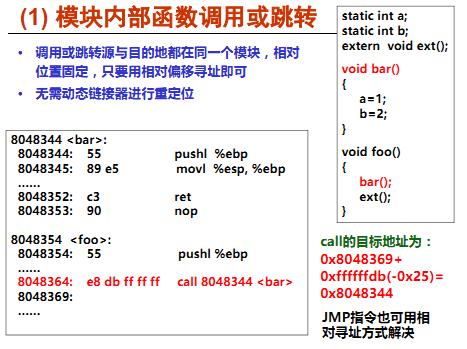 (1) 模块内部函数调用或跳转
• 调用或跳转源与目的地都在同一个模块，相对
位置固定，只要用相对偏移寻址即可
• 无需动态链接器进行重定位
8048344 <bar>:
8048344: 55 pushl %ebp
8048345: 89 e5 movl %esp, %ebp
......
8048352: c3 ret
8048353: 90 nop
8048354 <foo>:
8048354: 55 pushl %ebp
......
8048364: e8 db ff ff ff call 8048344 <bar>
8048369:
......
static int a;
static int b;
extern void ext();
void bar()
{
a=1;
b=2;
}
void foo()
{
bar();
ext();
}
call的目标地址为：
0x8048369+
0xffffffdb(-0x25)=
0x8048344
JMP指令也可用相
对寻址方式解决